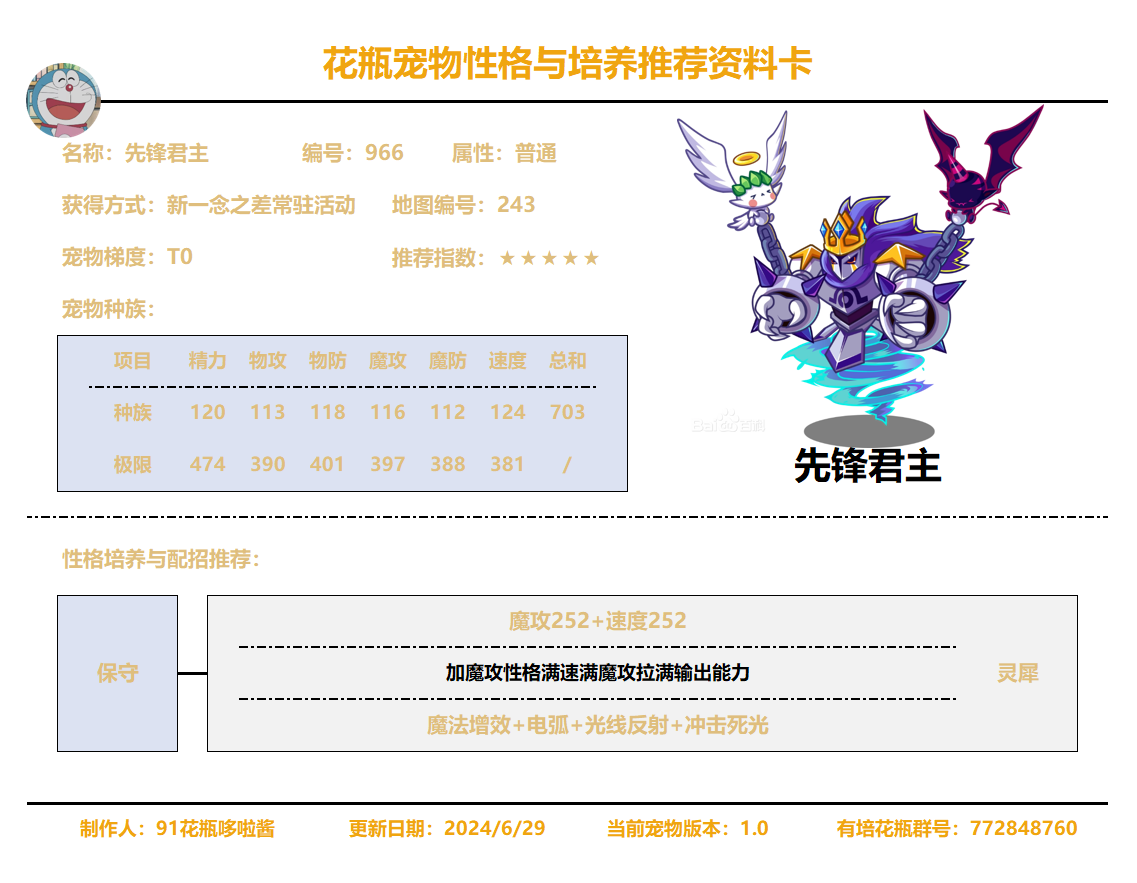 花瓶宠物性格与培养推荐资料卡
名称：先锋君主 编号：966 属性：普通
获得方式：新一念之差常驻活动 地图编号：243
宠物梯度：T0 推荐指数：★★★★★
宠物种族：
项目 精力 物攻 物防 魔攻 魔防 速度 总和
种族 120 113 118 116 112 124 703
极限 474 390 401 397 388 381 /
Bai百科
先锋君主
性格培养与配招推荐：
保守
魔攻252+速度252
加魔攻性格满速满魔攻拉满输出能力
灵犀
魔法增效+电弧+光线反射+冲击死光
制作人：91花瓶哆啦酱 更新日期：2024/6/29 当前宠物版本：1.0 有培花瓶群号：772848760